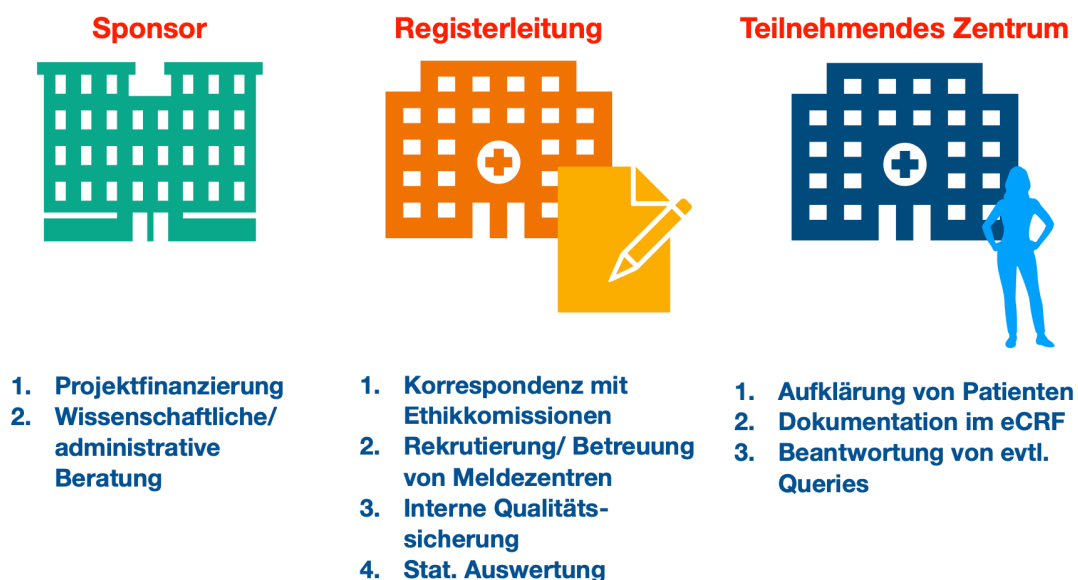 Sponsor
1. Projektfinanzierung
2. Wissenschaftliche/
administrative
Beratung
Registerleitung
1. Korrespondenz mit
Ethikkomissionen
2. Rekrutierung/ Betreuung
von Meldezentren
3. Interne Qualitäts-
sicherung
4. Stat. Auswertung
Teilnehmendes Zentrum
1. Aufklärung von Patienten
2. Dokumentation im eCRF
3. Beantwortung von evtl.
Queries